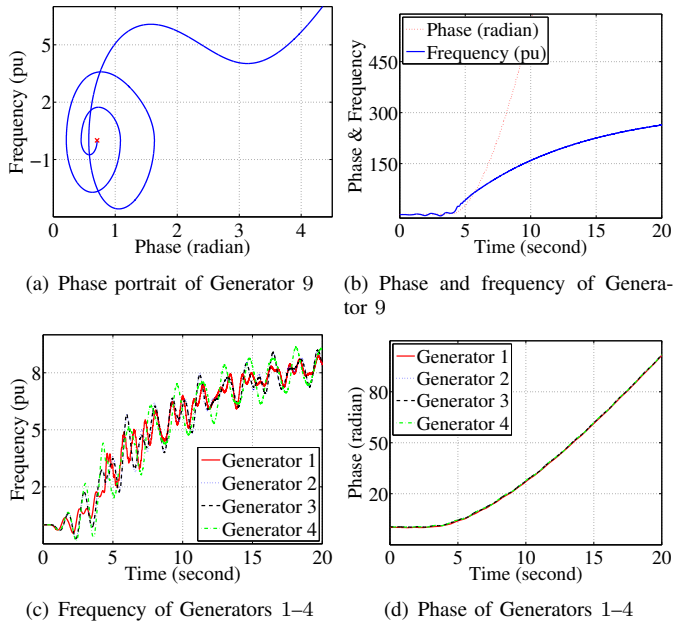 Frequency (pu)
5
2
−1
0
1
2
3
4
Phase (radian)
(a) Phase portrait of Generator 9
Phase & Frequency
450
300
150
0
5
10
15
20
Time (second)
Phase (radian)
Frequency (pu)
(b) Phase and frequency of Genera-
tor 9
Frequency (pu)
8
5
2
0
5
10
15
20
Time (second)
Generator 1
Generator 2
Generator 3
Generator 4
(c) Frequency of Generators 1–4
Phase (radian)
80
50
20
0
5
10
15
20
Time (second)
Generator 1
Generator 2
Generator 3
Generator 4
(d) Phase of Generators 1–4